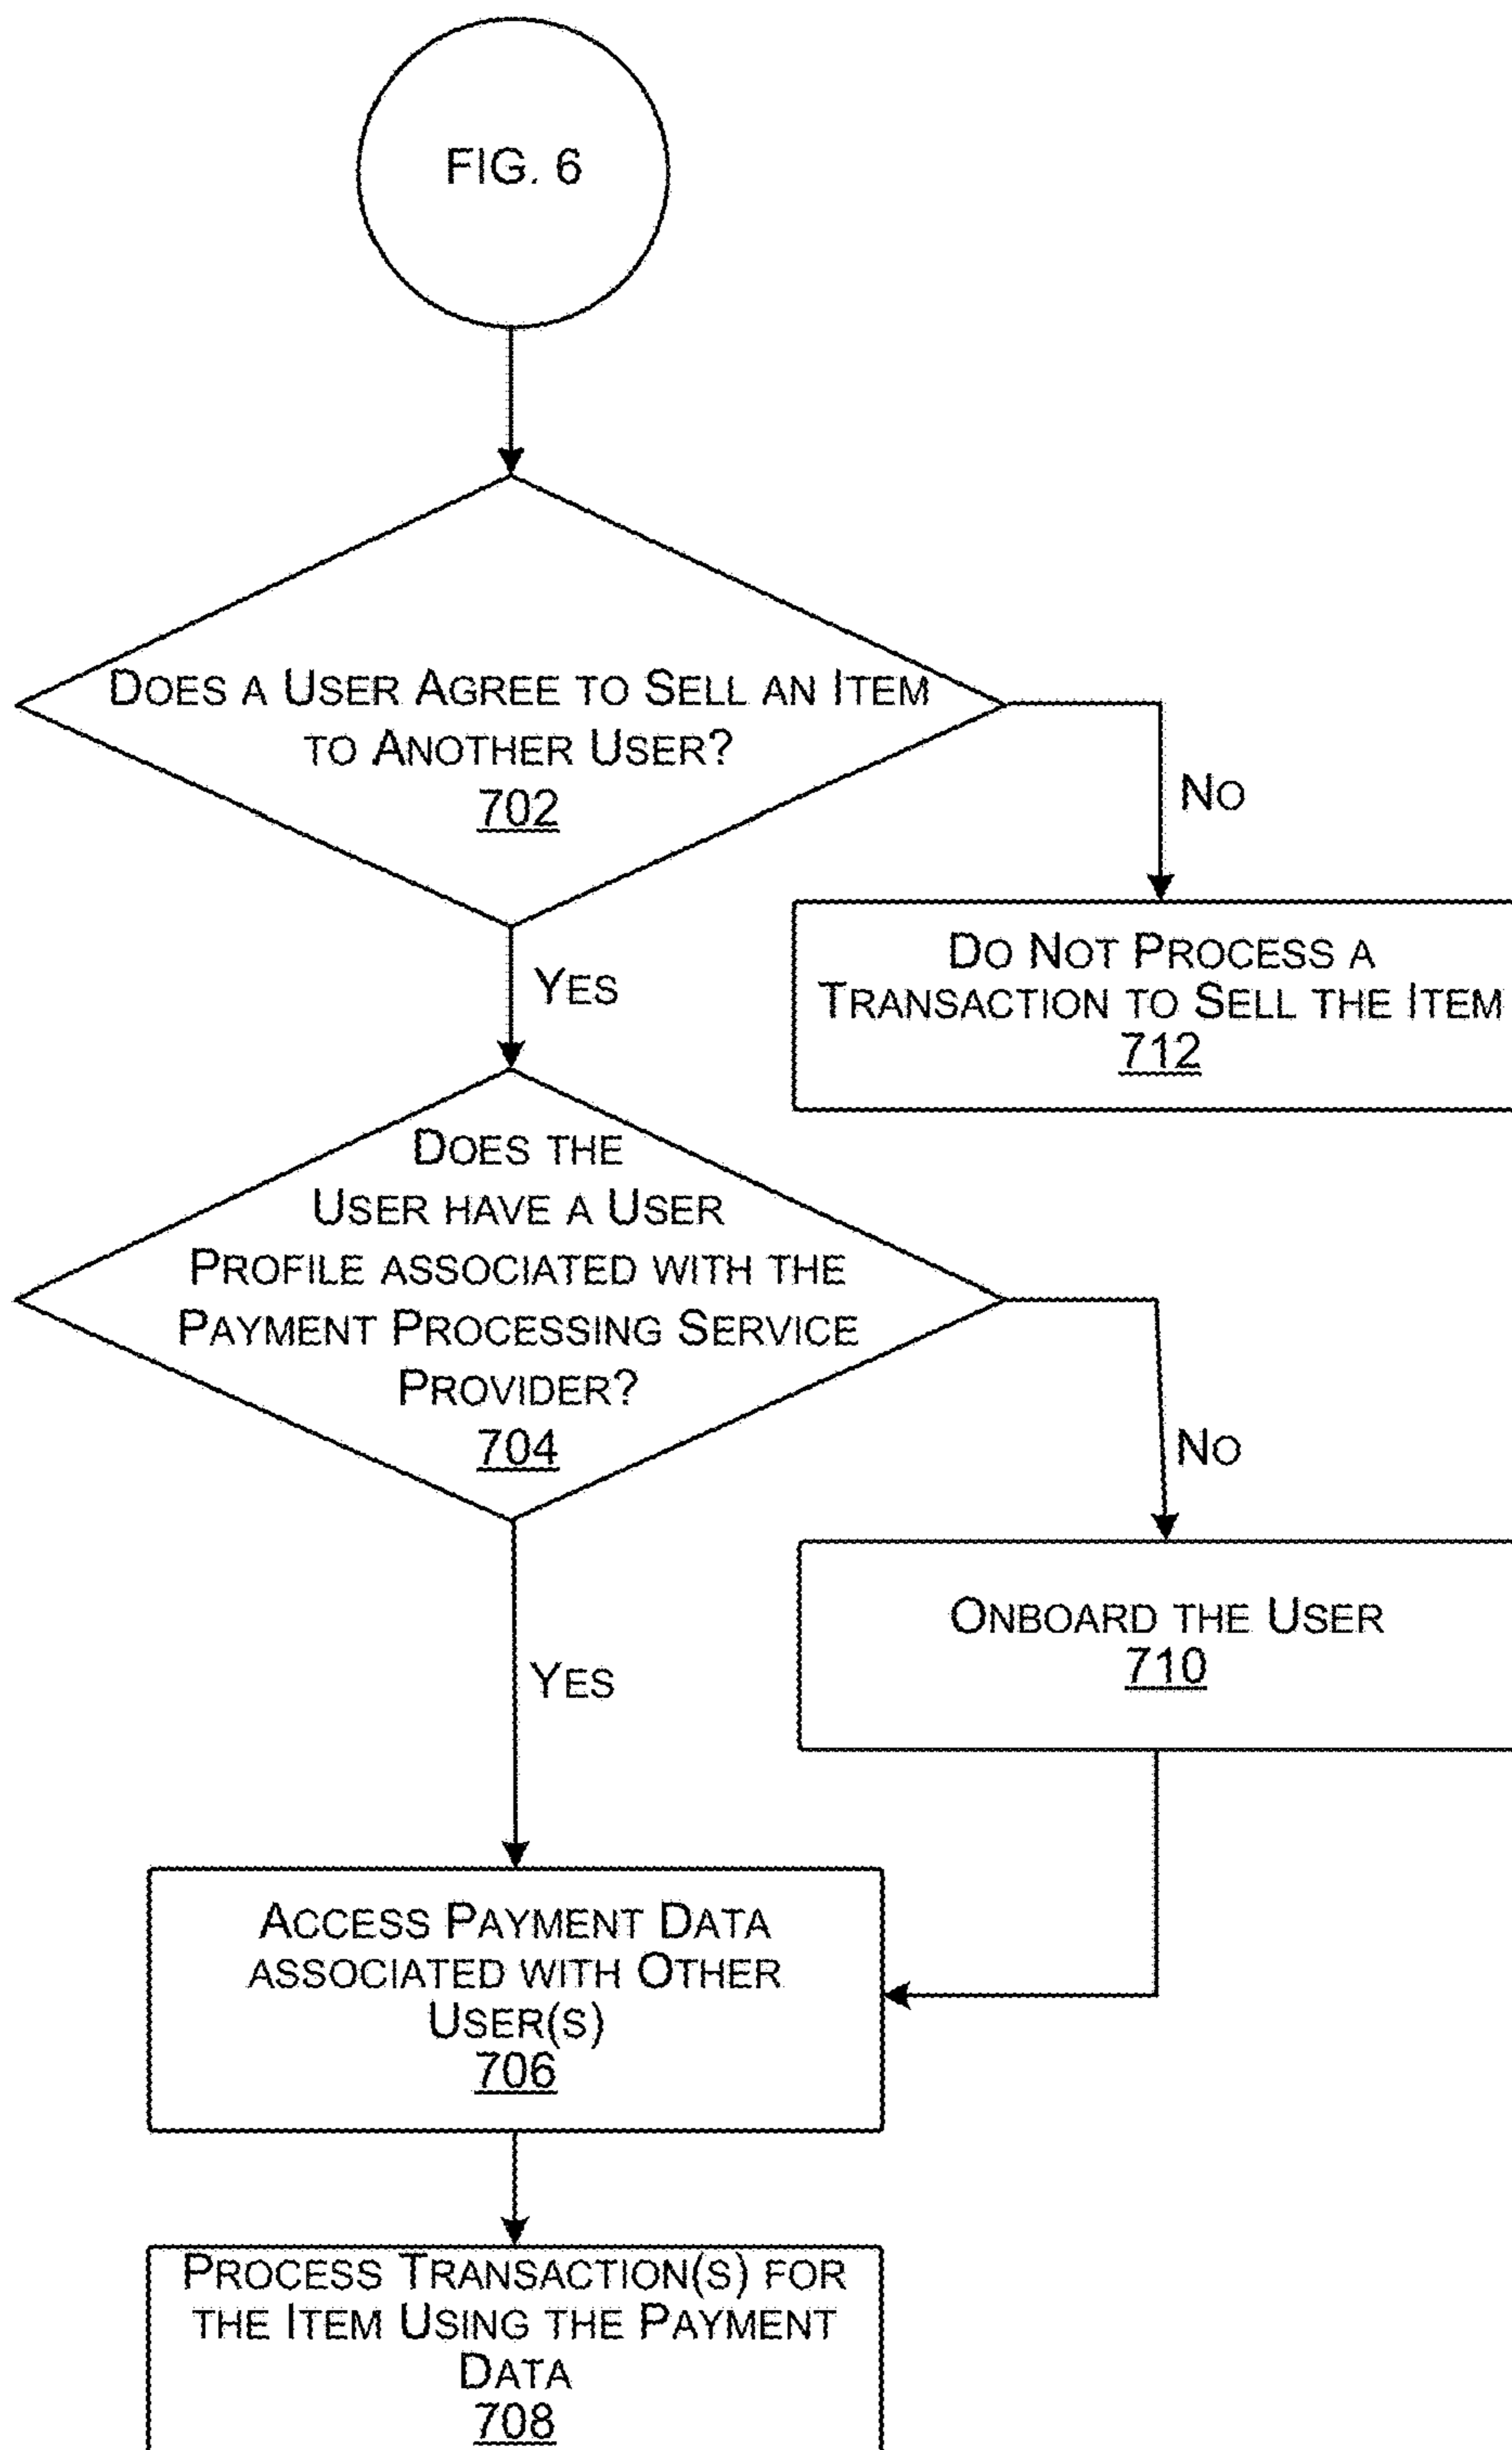 FIG. 6
DOES A USER AGREE TO SELL AN ITEM
TO ANOTHER USER?
702
NO
DO NOT PROCESS A
TRANSACTION TO SELL THE ITEM
712
YES
DOES THE
USER HAVE A USER
PROFILE ASSOCIATED WITH THE
PAYMENT PROCESSING SERVICE
PROVIDER?
704
NO
ONBOARD THE USER
710
YES
ACCESS PAYMENT DATA
ASSOCIATED WITH OTHER
USER(S)
706
PROCESS TRANSACTION(S) FOR
THE ITEM USING THE PAYMENT
DATA
708